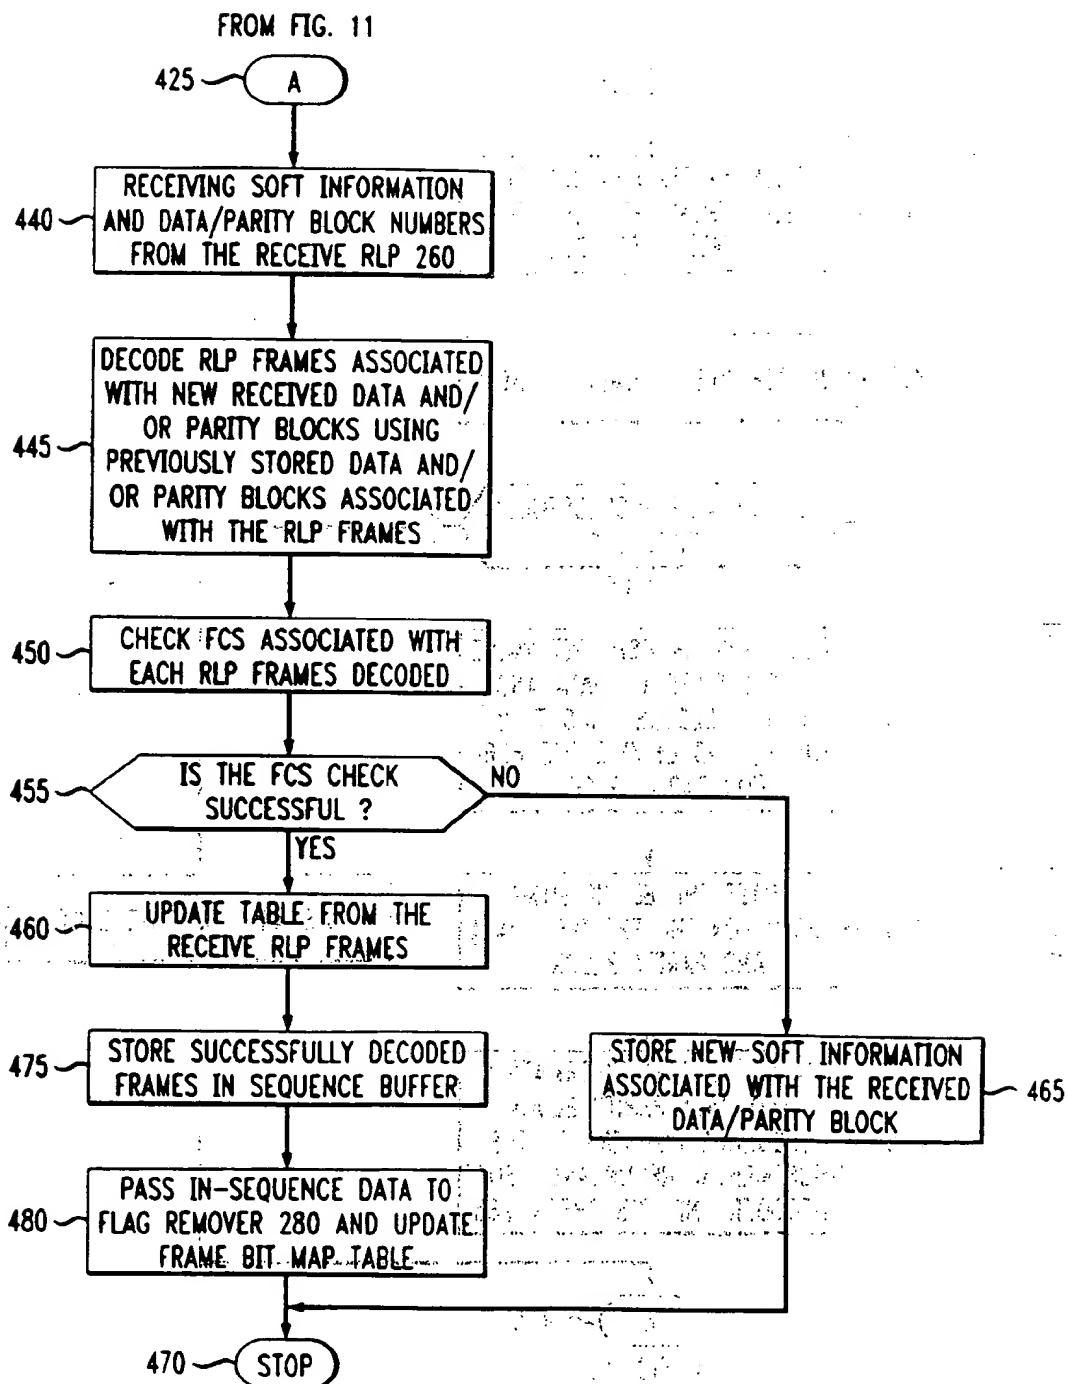 FROM FIG. 11
425
A
440
RECEIVING SOFT INFORMATION
AND DATA/PARITY BLOCK NUMBERS
FROM THE RECEIVE RLP 260
445
DECODE RLP FRAMES ASSOCIATED
WITH NEW RECEIVED DATA AND/
OR PARITY BLOCKS USING
PREVIOUSLY STORED DATA AND/
OR PARITY BLOCKS ASSOCIATED
WITH THE RLP FRAMES
450
CHECK FCS ASSOCIATED WITH
EACH RLP FRAMES DECODED
455
IS THE FCS CHECK
SUCCESSFUL ?
NO
YES
460
UPDATE TABLE FROM THE
RECEIVE RLP FRAMES
475
STORE SUCCESSFULLY DECODED
FRAMES IN SEQUENCE BUFFER
STORE NEW SOFT INFORMATION
ASSOCIATED WITH THE RECEIVED
DATA/PARITY BLOCK
465
480
PASS IN-SEQUENCE DATA TO
FLAG REMOVER 280 AND UPDATE
FRAME BIT MAP TABLE
470
STOP